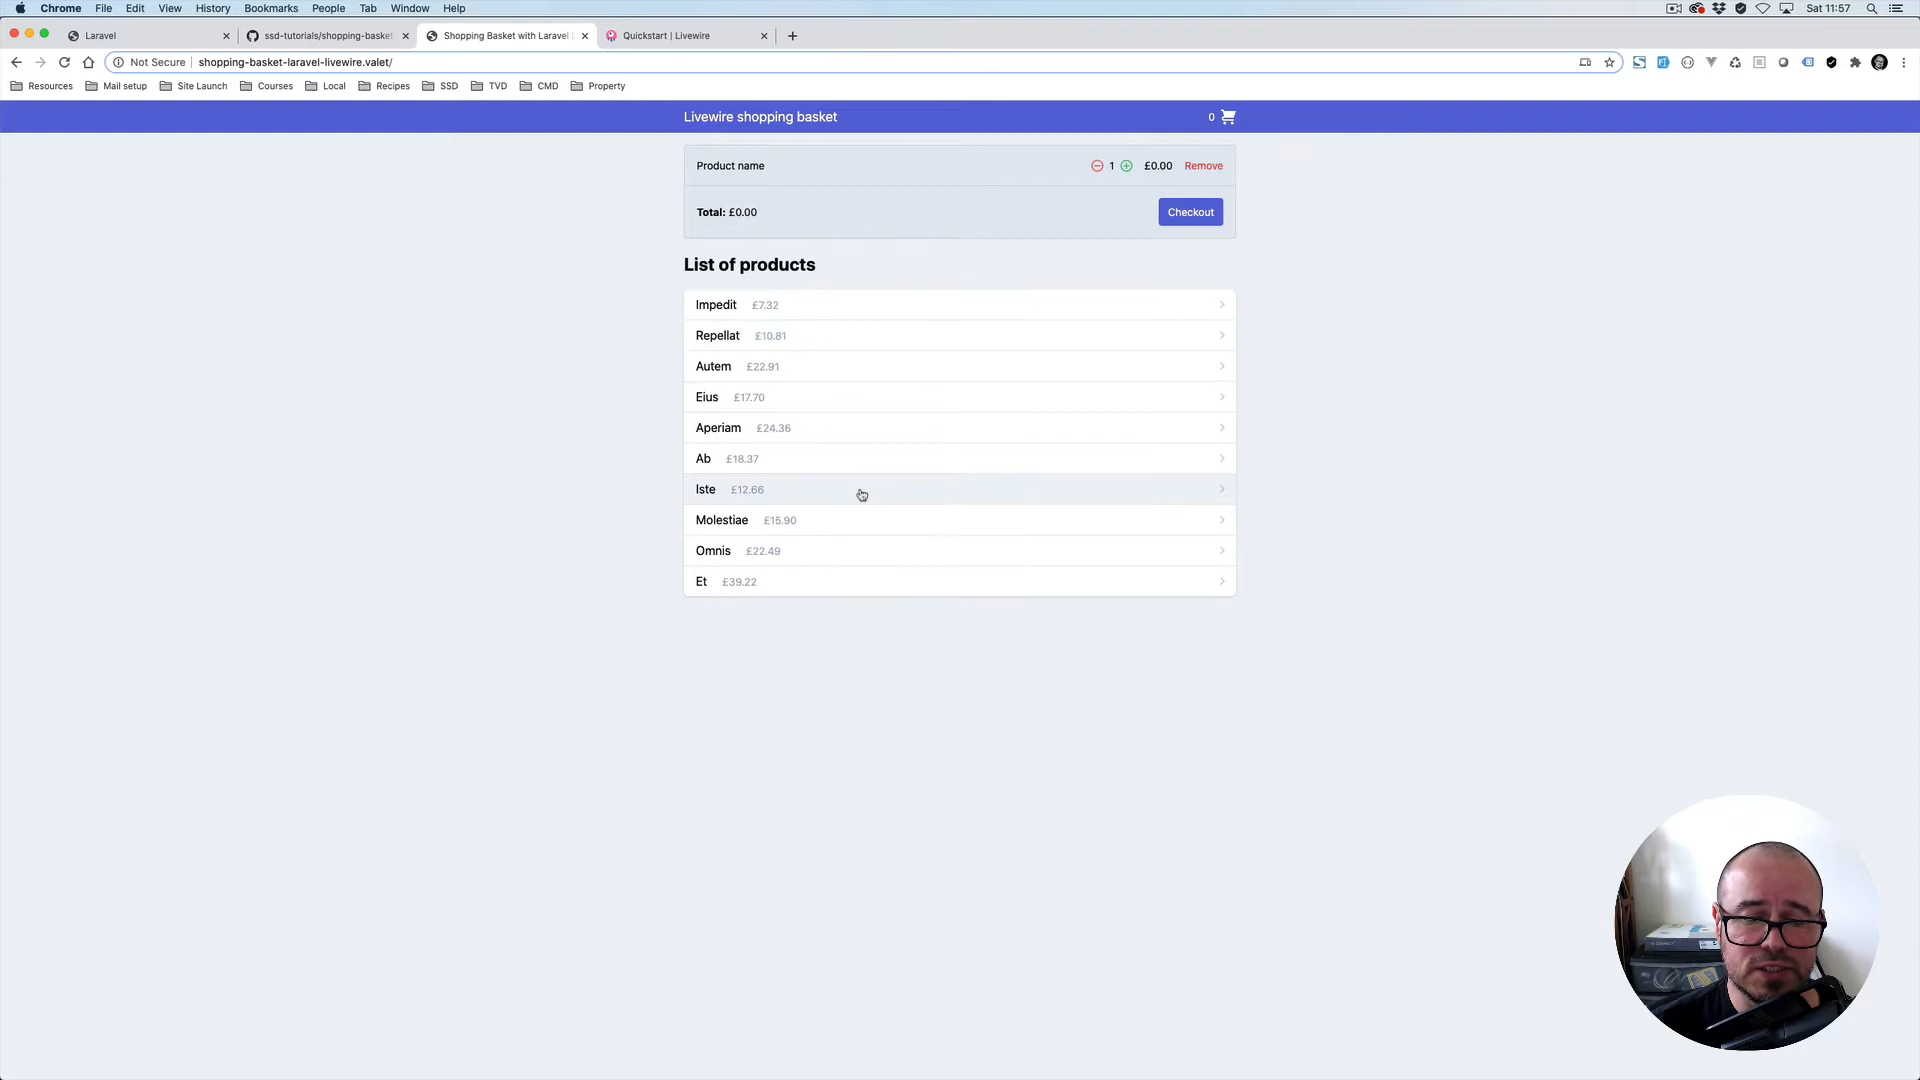 Chrome File Edit View History Bookmarks People Tab Window Help Sat 11:57
Laravel ssd-tutorials/shopping-basket Shopping Basket with Laravel Quickstart | Livewire
Not Secure shopping-basket-laravel-livewire.valet/
Resources Mail setup Site Launch Courses Local Recipes SSD TVD CMD Property
Livewire shopping basket 0
Product name 1 £0.00 Remove
Total: £0.00 Checkout
List of products
Impedit £7.32
Repellat £10.81
Autem £22.91
Eius £17.70
Aperiam £24.36
Ab £18.37
Iste £12.66
Molestiae £15.90
Omnis £22.49
Et £39.22